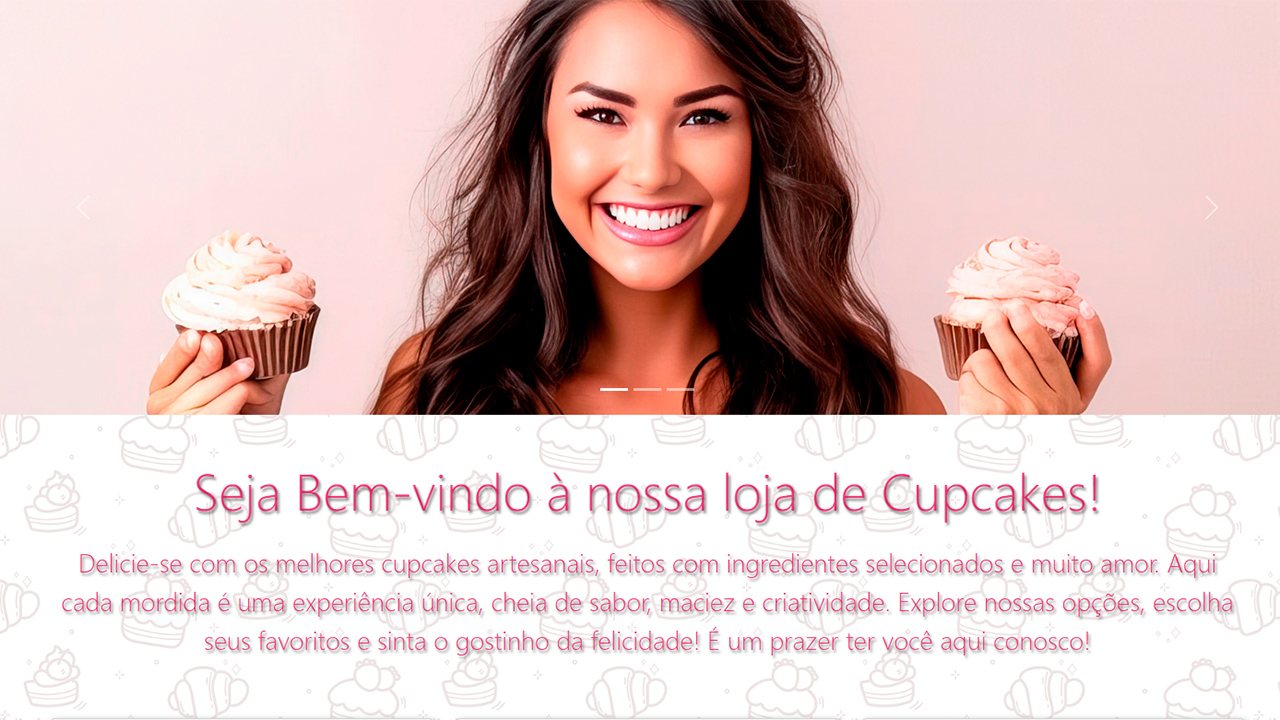 Seja Bem-vindo à nossa loja de Cupcakes!
Delicie-se com os melhores cupcakes artesanais, feitos com ingredientes selecionados e muito amor. Aqui
cada mordida é uma experiência única, cheia de sabor, maciez e criatividade. Explore nossas opções, escolha
seus favoritos e sinta o gostinho da felicidade! É um prazer ter você aqui conosco!